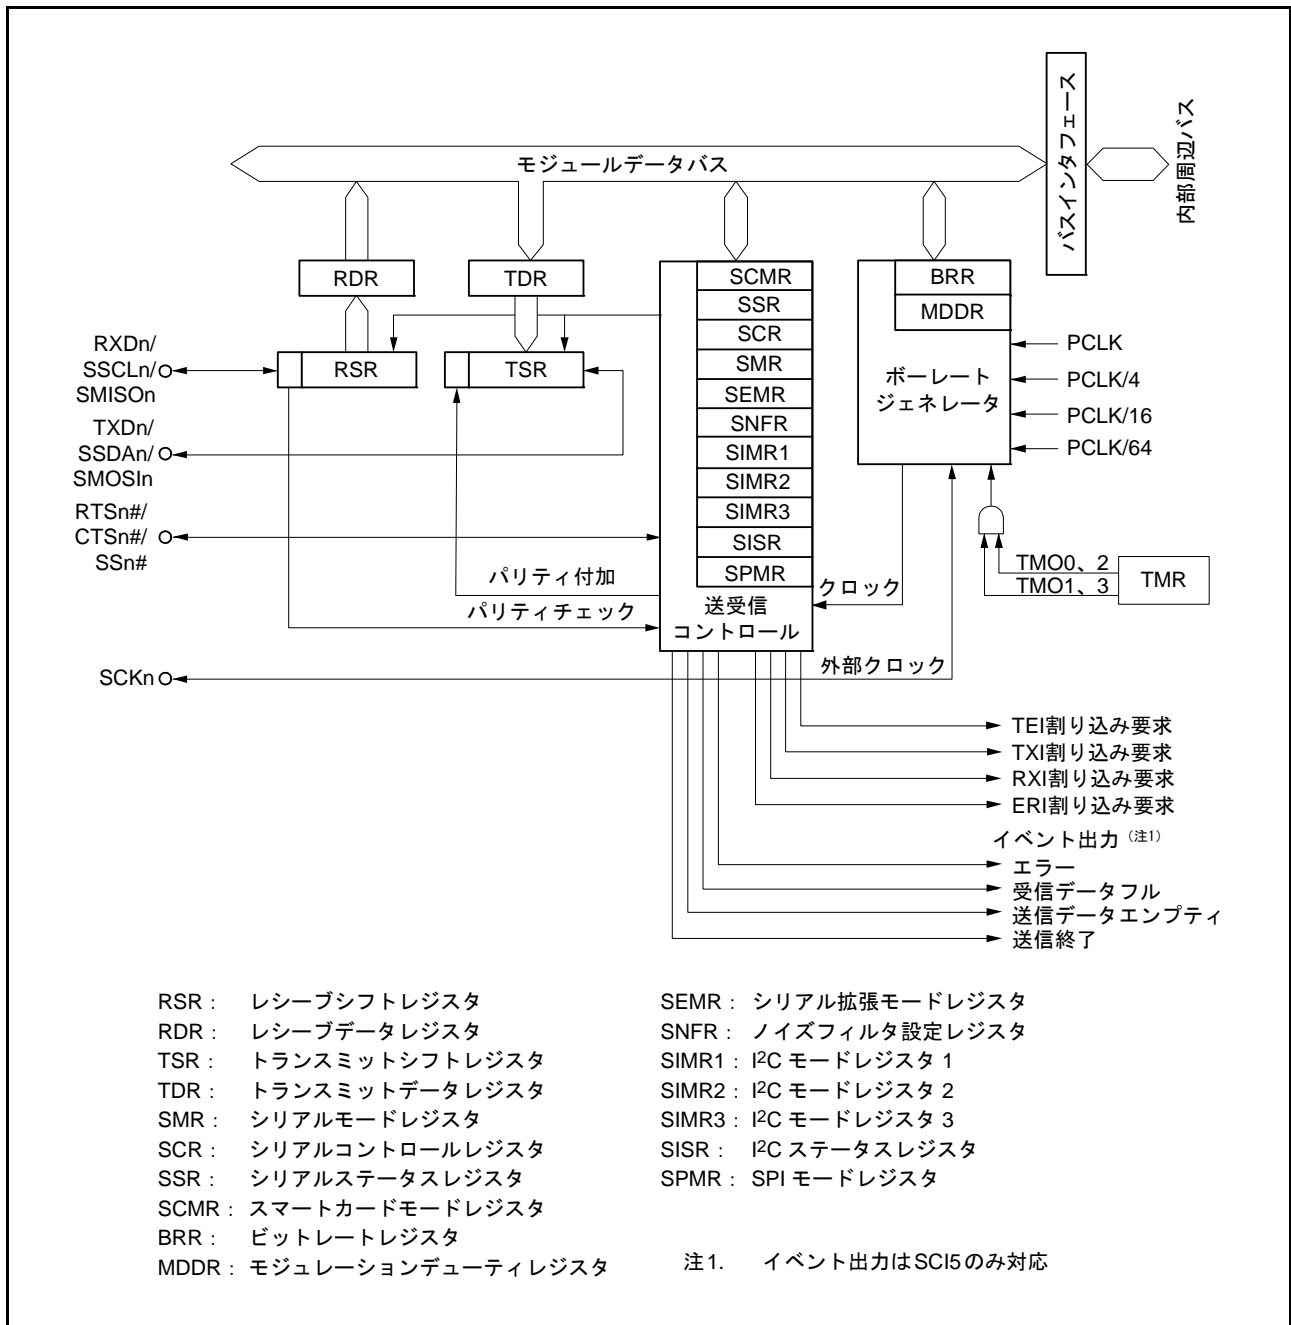 モジュールデータバス
バスインタフェース
内部周辺バス
RDR
TDR
RSR
TSR
SCMR
SSR
SCR
SMR
SEMR
SNFR
SIMR1
SIMR2
SIMR3
SISR
SPMR
送受信
コントロール
BRR
MDDR
ボーレート
ジェネレータ
PCLK
PCLK/4
PCLK/16
PCLK/64
RXDn/
SSCLn/
SMISOn
TXDn/
SSDAn/
SMOSIn
RTSn#/
CTSn#/
SSn#
パリティ付加
パリティチェック
クロック
TMO0、2
TMO1、3
TMR
SCKn
外部クロック
TEI割り込み要求
TXI割り込み要求
RXI割り込み要求
ERI割り込み要求
イベント出力（注1）
エラー
受信データフル
送信データエンプティ
送信終了
RSR： レシーブシフトレジスタ
RDR： レシーブデータレジスタ
TSR： トランスミットシフトレジスタ
TDR： トランスミットデータレジスタ
SMR： シリアルモードレジスタ
SCR： シリアルコントロールレジスタ
SSR： シリアルステータスレジスタ
SCMR： スマートカードモードレジスタ
BRR： ビットレートレジスタ
MDDR： モジュレーションデューティレジスタ
SEMR： シリアル拡張モードレジスタ
SNFR： ノイズフィルタ設定レジスタ
SIMR1： I²C モードレジスタ 1
SIMR2： I²C モードレジスタ 2
SIMR3： I²C モードレジスタ 3
SISR： I²C ステータスレジスタ
SPMR： SPI モードレジスタ
注1. イベント出力はSCI5のみ対応